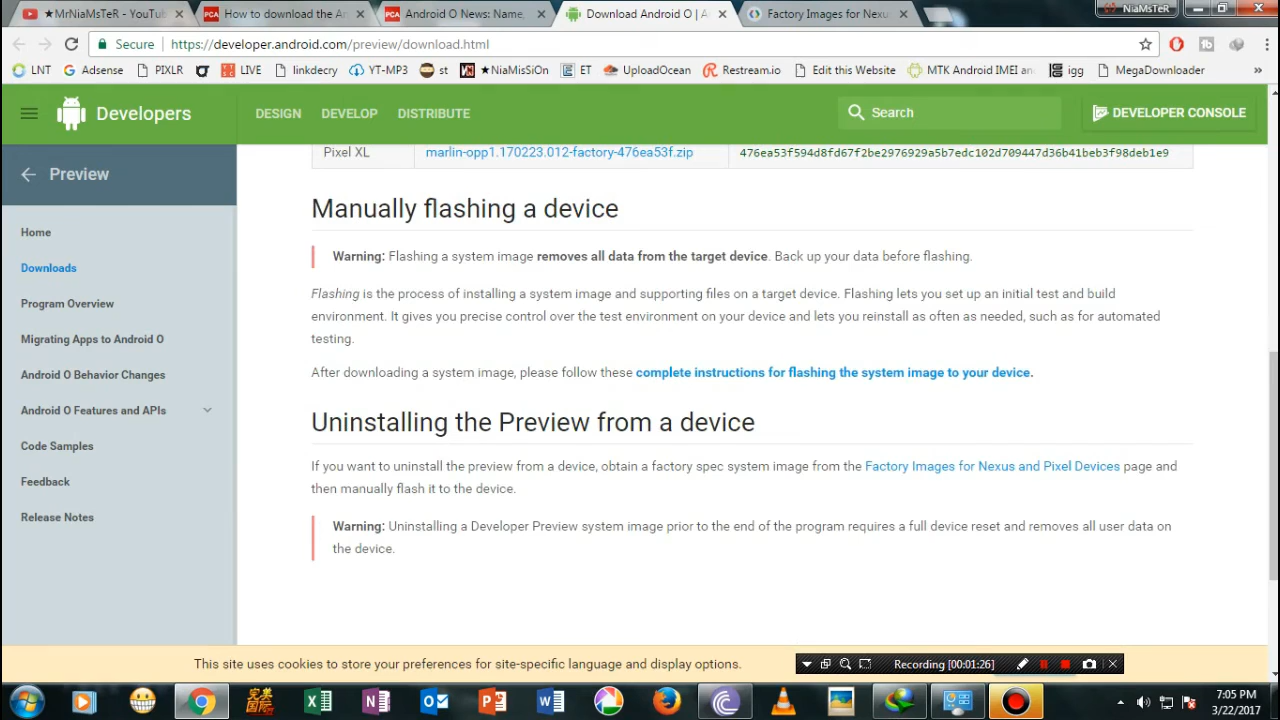 ★MrNiaMsTeR - YouTu
How to download the An
Android O News: Name,
Download Android O | A
Factory Images for Nexu
NiaMsTeR
Secure
https://developer.android.com/preview/download.html
LNT
Adsense
PIXLR
LIVE
linkdecry
YT-MP3
st
★NiaMisSiOn
ET
UploadOcean
Restream.io
Edit this Website
MTK Android IMEI an
igg
MegaDownloader
»
Developers
DESIGN
DEVELOP
DISTRIBUTE
Search
DEVELOPER CONSOLE
Preview
Home
Downloads
Program Overview
Migrating Apps to Android O
Android O Behavior Changes
Android O Features and APIs
Code Samples
Feedback
Release Notes
Pixel XL
marlin-opp1.170223.012-factory-476ea53f.zip
476ea53f594d8fd67f2be2976929a5b7edc102d709447d36b41beb3f98deb1e9
Manually flashing a device
Warning: Flashing a system image removes all data from the target device. Back up your data before flashing.
Flashing is the process of installing a system image and supporting files on a target device. Flashing lets you set up an initial test and build
environment. It gives you precise control over the test environment on your device and lets you reinstall as often as needed, such as for automated
testing.
After downloading a system image, please follow these complete instructions for flashing the system image to your device.
Uninstalling the Preview from a device
If you want to uninstall the preview from a device, obtain a factory spec system image from the Factory Images for Nexus and Pixel Devices page and
then manually flash it to the device.
Warning: Uninstalling a Developer Preview system image prior to the end of the program requires a full device reset and removes all user data on
the device.
This site uses cookies to store your preferences for site-specific language and display options.
Recording [00:01:26]
7:05 PM
3/22/2017